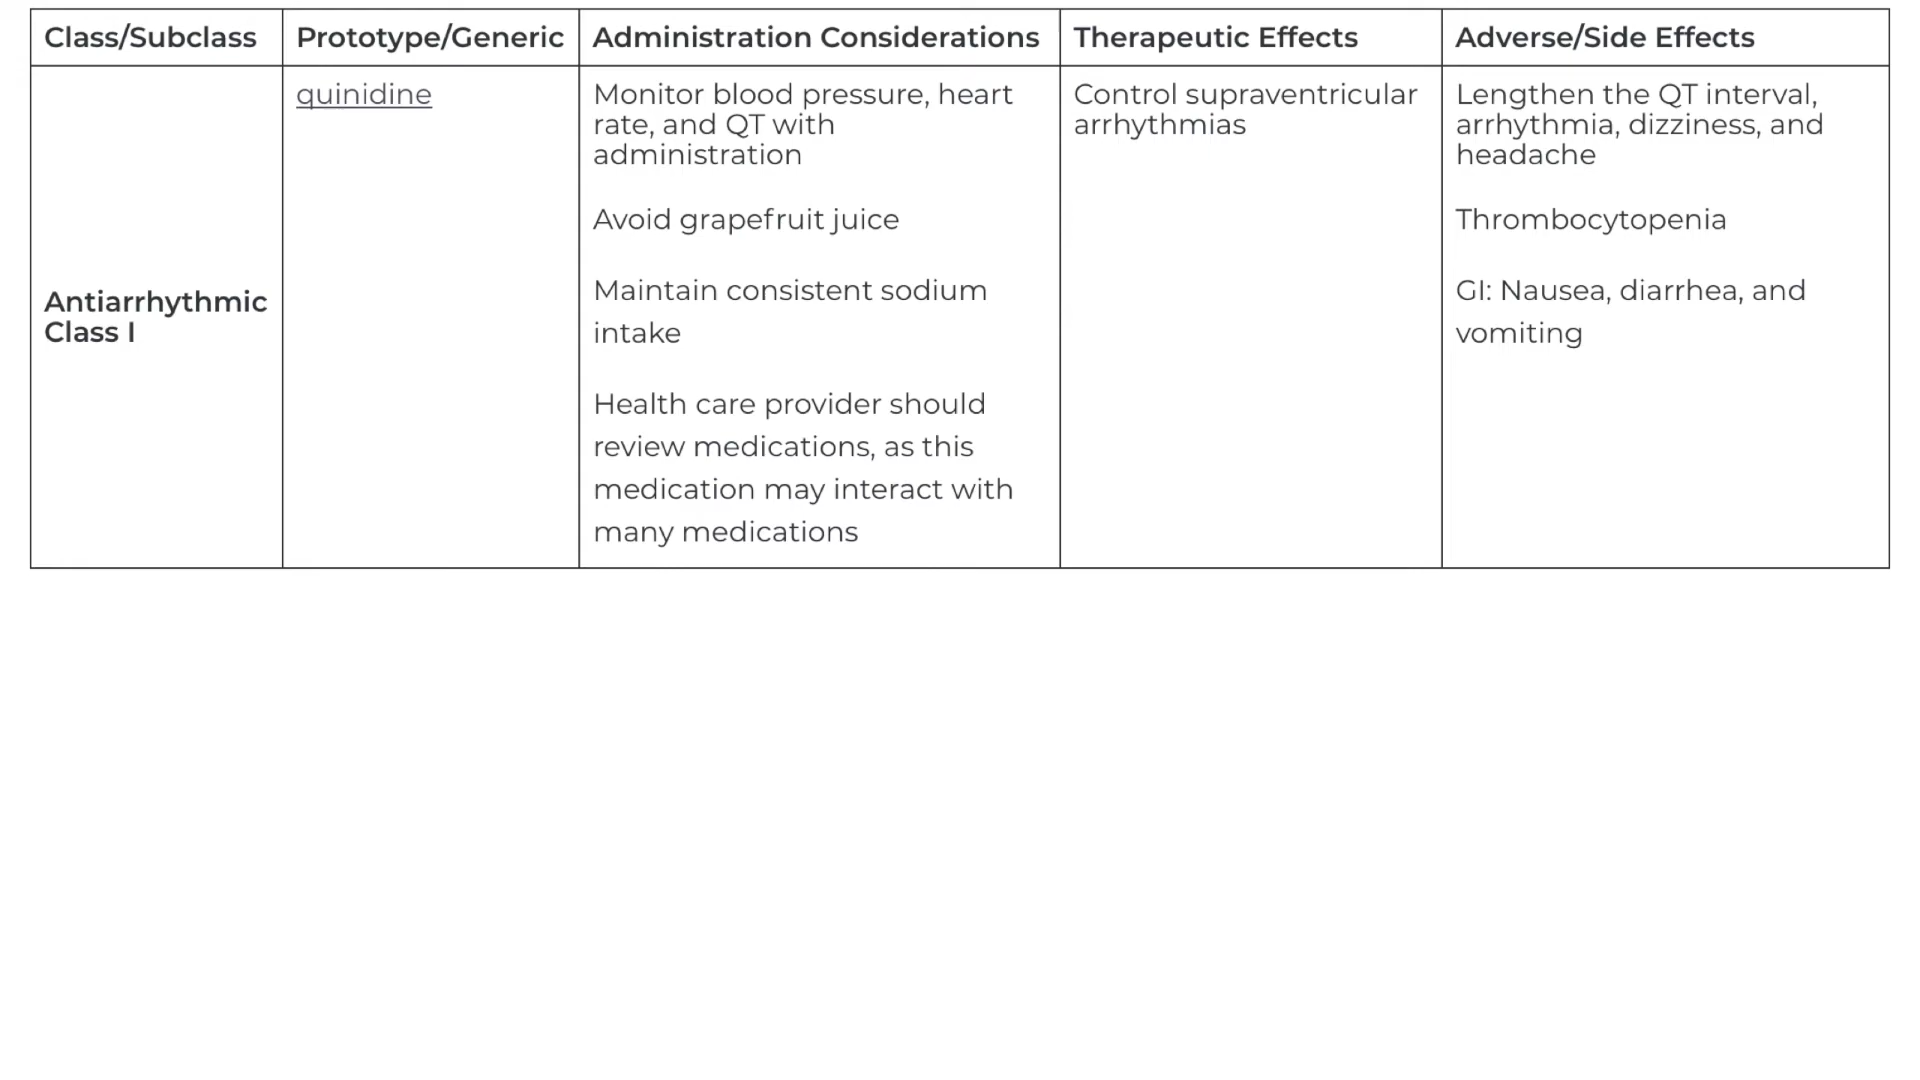 Class/Subclass
Prototype/Generic
Administration Considerations
Therapeutic Effects
Adverse/Side Effects
Antiarrhythmic
Class I
quinidine
Monitor blood pressure, heart
rate, and QT with
administration
Avoid grapefruit juice
Maintain consistent sodium
intake
Health care provider should
review medications, as this
medication may interact with
many medications
Control supraventricular
arrhythmias
Lengthen the QT interval,
arrhythmia, dizziness, and
headache
Thrombocytopenia
GI: Nausea, diarrhea, and
vomiting